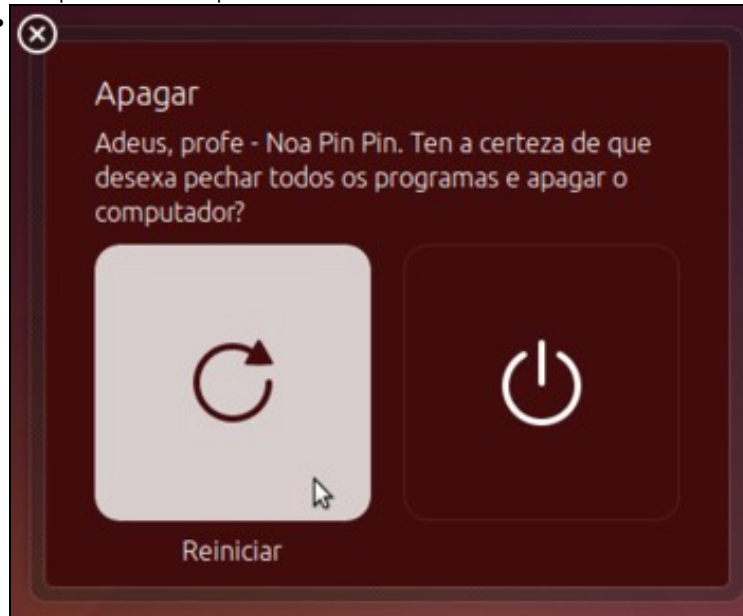 Apagar
Adeus, profe - Noa Pin Pin. Ten a certeza de que
desexa pechar todos os programas e apagar o
computador?
Reiniciar